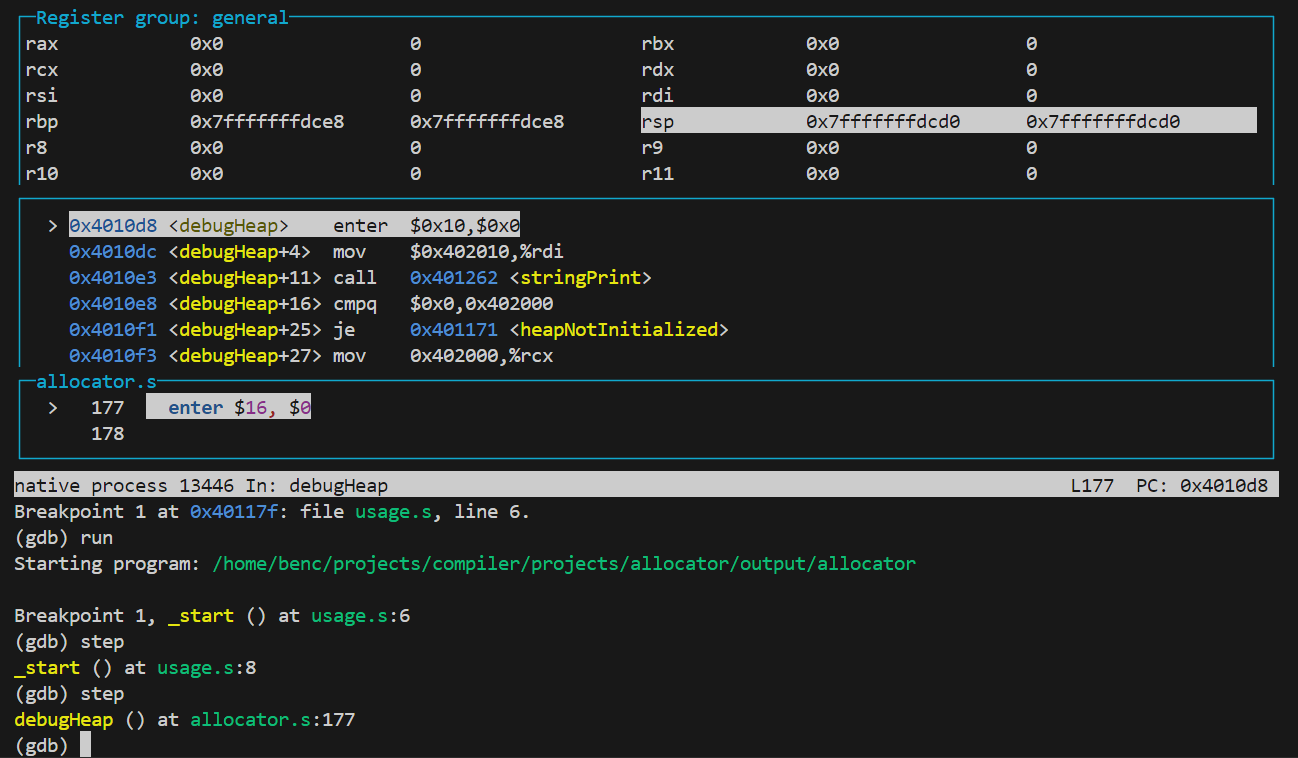 Register group: general
rax 0x0 0 rbx 0x0 0
rcx 0x0 0 rdx 0x0 0
rsi 0x0 0 rdi 0x0 0
rbp 0x7fffffffdce8 0x7fffffffdce8 rsp 0x7fffffffdcd0 0x7fffffffdcd0
r8 0x0 0 r9 0x0 0
r10 0x0 0 r11 0x0 0
> 0x4010d8 <debugHeap> enter $0x10,$0x0
0x4010dc <debugHeap+4> mov $0x402010,%rdi
0x4010e3 <debugHeap+11> call 0x401262 <stringPrint>
0x4010e8 <debugHeap+16> cmpq $0x0,0x402000
0x4010f1 <debugHeap+25> je 0x401171 <heapNotInitialized>
0x4010f3 <debugHeap+27> mov 0x402000,%rcx
allocator.s
> 177 enter $16, $0
178
native process 13446 In: debugHeap L177 PC: 0x4010d8
Breakpoint 1 at 0x40117f: file usage.s, line 6.
(gdb) run
Starting program: /home/benc/projects/compiler/projects/allocator/output/allocator
Breakpoint 1, _start () at usage.s:6
(gdb) step
_start () at usage.s:8
(gdb) step
debugHeap () at allocator.s:177
(gdb)